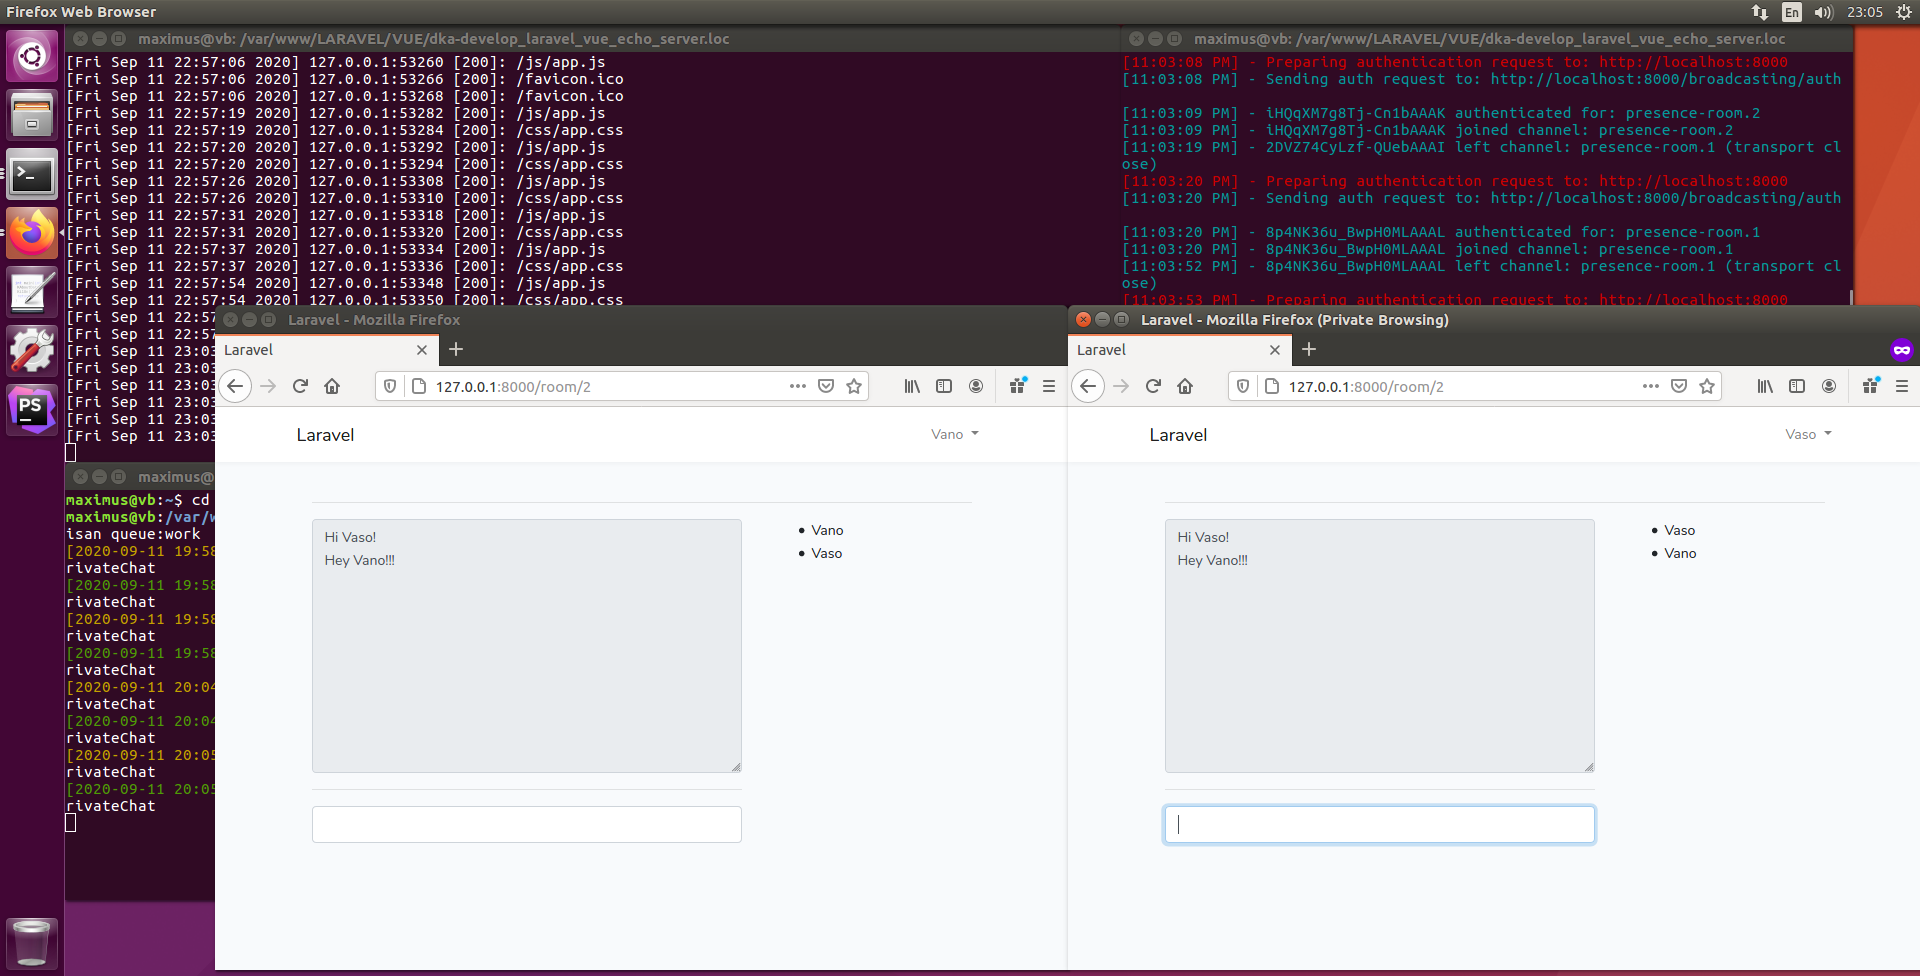 Firefox Web Browser
En
23:05
maximus@vb: /var/www/LARAVEL/VUE/dka-develop_laravel_vue_echo_server.loc
[Fri Sep 11 22:57:06 2020] 127.0.0.1:53260 [200]: /js/app.js
[Fri Sep 11 22:57:06 2020] 127.0.0.1:53266 [200]: /favicon.ico
[Fri Sep 11 22:57:06 2020] 127.0.0.1:53268 [200]: /favicon.ico
[Fri Sep 11 22:57:19 2020] 127.0.0.1:53282 [200]: /js/app.js
[Fri Sep 11 22:57:19 2020] 127.0.0.1:53284 [200]: /css/app.css
[Fri Sep 11 22:57:20 2020] 127.0.0.1:53292 [200]: /js/app.js
[Fri Sep 11 22:57:20 2020] 127.0.0.1:53294 [200]: /css/app.css
[Fri Sep 11 22:57:26 2020] 127.0.0.1:53308 [200]: /js/app.js
[Fri Sep 11 22:57:26 2020] 127.0.0.1:53310 [200]: /css/app.css
[Fri Sep 11 22:57:31 2020] 127.0.0.1:53318 [200]: /js/app.js
[Fri Sep 11 22:57:31 2020] 127.0.0.1:53320 [200]: /css/app.css
[Fri Sep 11 22:57:37 2020] 127.0.0.1:53334 [200]: /js/app.js
[Fri Sep 11 22:57:37 2020] 127.0.0.1:53336 [200]: /css/app.css
[Fri Sep 11 22:57:54 2020] 127.0.0.1:53348 [200]: /js/app.js
[Fri Sep 11 22:57:54 2020] 127.0.0.1:53350 [200]: /css/app.css
[Fri Sep 11 22:57
[Fri Sep 11 22:57
[Fri Sep 11 23:03
[Fri Sep 11 23:03
[Fri Sep 11 23:03
[Fri Sep 11 23:03
[Fri Sep 11 23:03
[Fri Sep 11 23:03
maximus@vb: /var/www/LARAVEL/VUE/dka-develop_laravel_vue_echo_server.loc
[11:03:08 PM] - Preparing authentication request to: http://localhost:8000
[11:03:08 PM] - Sending auth request to: http://localhost:8000/broadcasting/auth
[11:03:09 PM] - iHQqXM7g8Tj-Cn1bAAAK authenticated for: presence-room.2
[11:03:09 PM] - iHQqXM7g8Tj-Cn1bAAAK joined channel: presence-room.2
[11:03:19 PM] - 2DVZ74CyLzf-QUebAAAI left channel: presence-room.1 (transport cl
ose)
[11:03:20 PM] - Preparing authentication request to: http://localhost:8000
[11:03:20 PM] - Sending auth request to: http://localhost:8000/broadcasting/auth
[11:03:20 PM] - 8p4NK36u_BwpH0MLAAAL authenticated for: presence-room.1
[11:03:20 PM] - 8p4NK36u_BwpH0MLAAAL joined channel: presence-room.1
[11:03:52 PM] - 8p4NK36u_BwpH0MLAAAL left channel: presence-room.1 (transport cl
ose)
[11:03:53 PM] - Preparing authentication request to: http://localhost:8000
maximus@
maximus@vb:~$ cd
maximus@vb:/var/w
isan queue:work
[2020-09-11 19:58
rivateChat
[2020-09-11 19:58
rivateChat
[2020-09-11 19:58
rivateChat
[2020-09-11 19:58
rivateChat
[2020-09-11 20:04
rivateChat
[2020-09-11 20:04
rivateChat
[2020-09-11 20:05
rivateChat
[2020-09-11 20:05
rivateChat
PS
Laravel - Mozilla Firefox
Laravel
127.0.0.1:8000/room/2
Laravel
Vano
Hi Vaso!
Hey Vano!!!
Vano
Vaso
Laravel - Mozilla Firefox (Private Browsing)
Laravel
127.0.0.1:8000/room/2
Laravel
Vaso
Hi Vaso!
Hey Vano!!!
Vaso
Vano